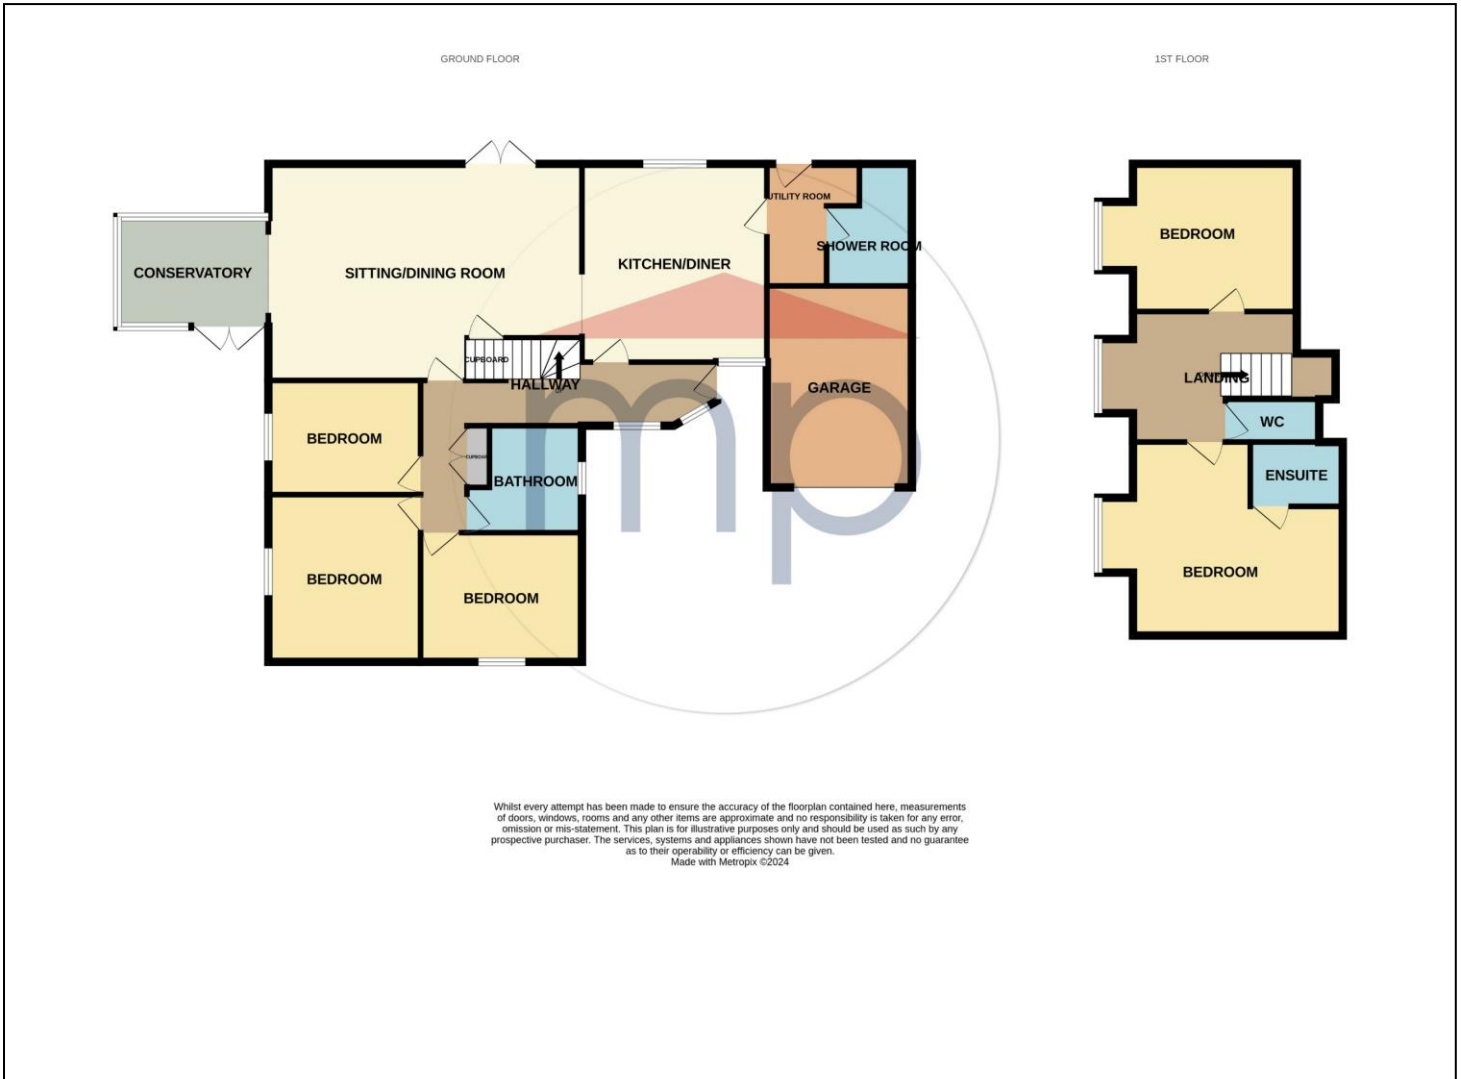 GROUND FLOOR
1ST FLOOR
CONSERVATORY
SITTING/DINING ROOM
KITCHEN/DINER
UTILITY ROOM
SHOWER ROOM
CUPBOARD
HALLWAY
GARAGE
BEDROOM
CUPBOARD
BATHROOM
BEDROOM
BEDROOM
BEDROOM
LANDING
WC
ENSUITE
BEDROOM
mp
Whilst every attempt has been made to ensure the accuracy of the floorplan contained here, measurements
of doors, windows, rooms and any other items are approximate and no responsibility is taken for any error,
omission or mis-statement. This plan is for illustrative purposes only and should be used as such by any
prospective purchaser. The services, systems and appliances shown have not been tested and no guarantee
as to their operability or efficiency can be given.
Made with Metropix ©2024